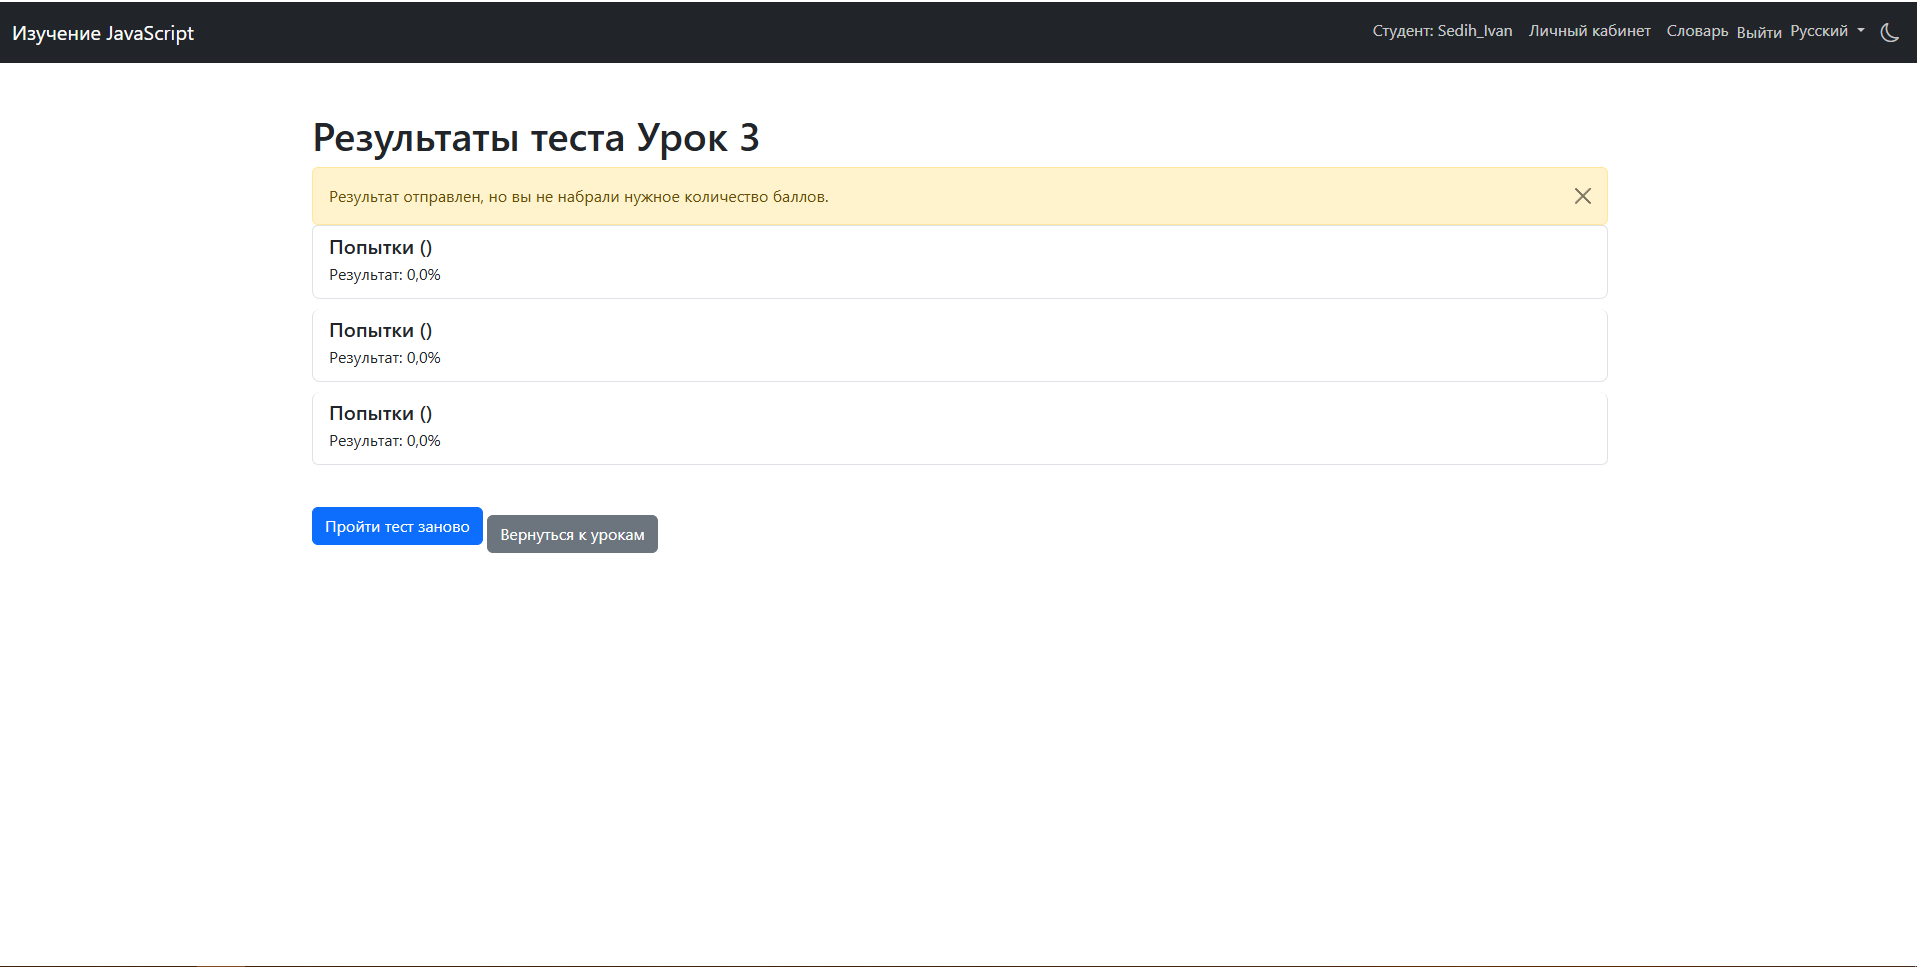 Изучение JavaScript
Студент: Sedih_Ivan Личный кабинет Словарь Выйти Русский
Результаты теста Урок 3
Результат отправлен, но вы не набрали нужное количество баллов.
Попытки ()
Результат: 0,0%
Попытки ()
Результат: 0,0%
Попытки ()
Результат: 0,0%
Пройти тест заново
Вернуться к урокам